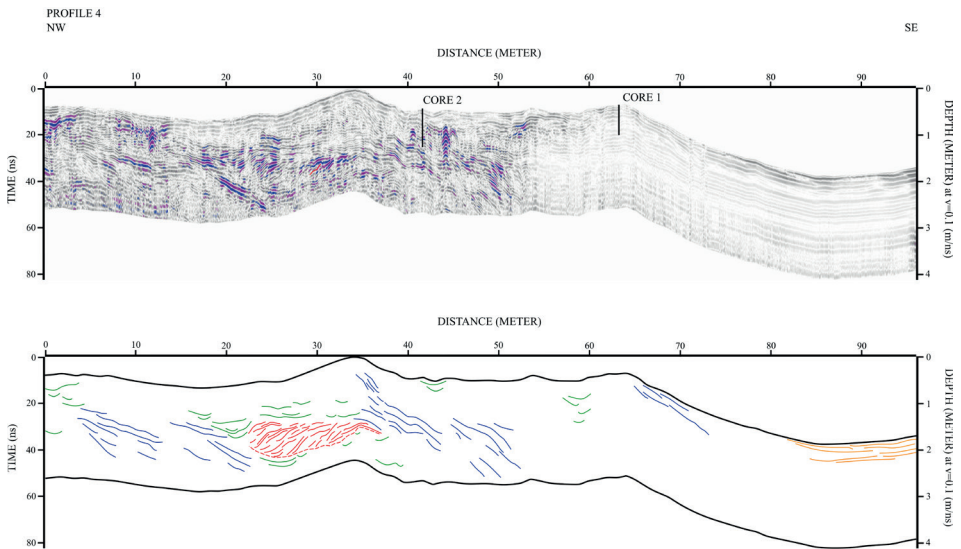 PROFILE 4
NW
SE
DISTANCE (METER)
0 10 20 30 40 50 60 70 80 90
CORE 2
CORE 1
TIME (ns)
0
20
40
60
80
DEPTH (METER) at v=0.1 (m/ns)
0
1
2
3
4
DISTANCE (METER)
0 10 20 30 40 50 60 70 80 90
TIME (ns)
0
20
40
60
80
DEPTH (METER) at v=0.1 (m/ns)
0
1
2
3
4